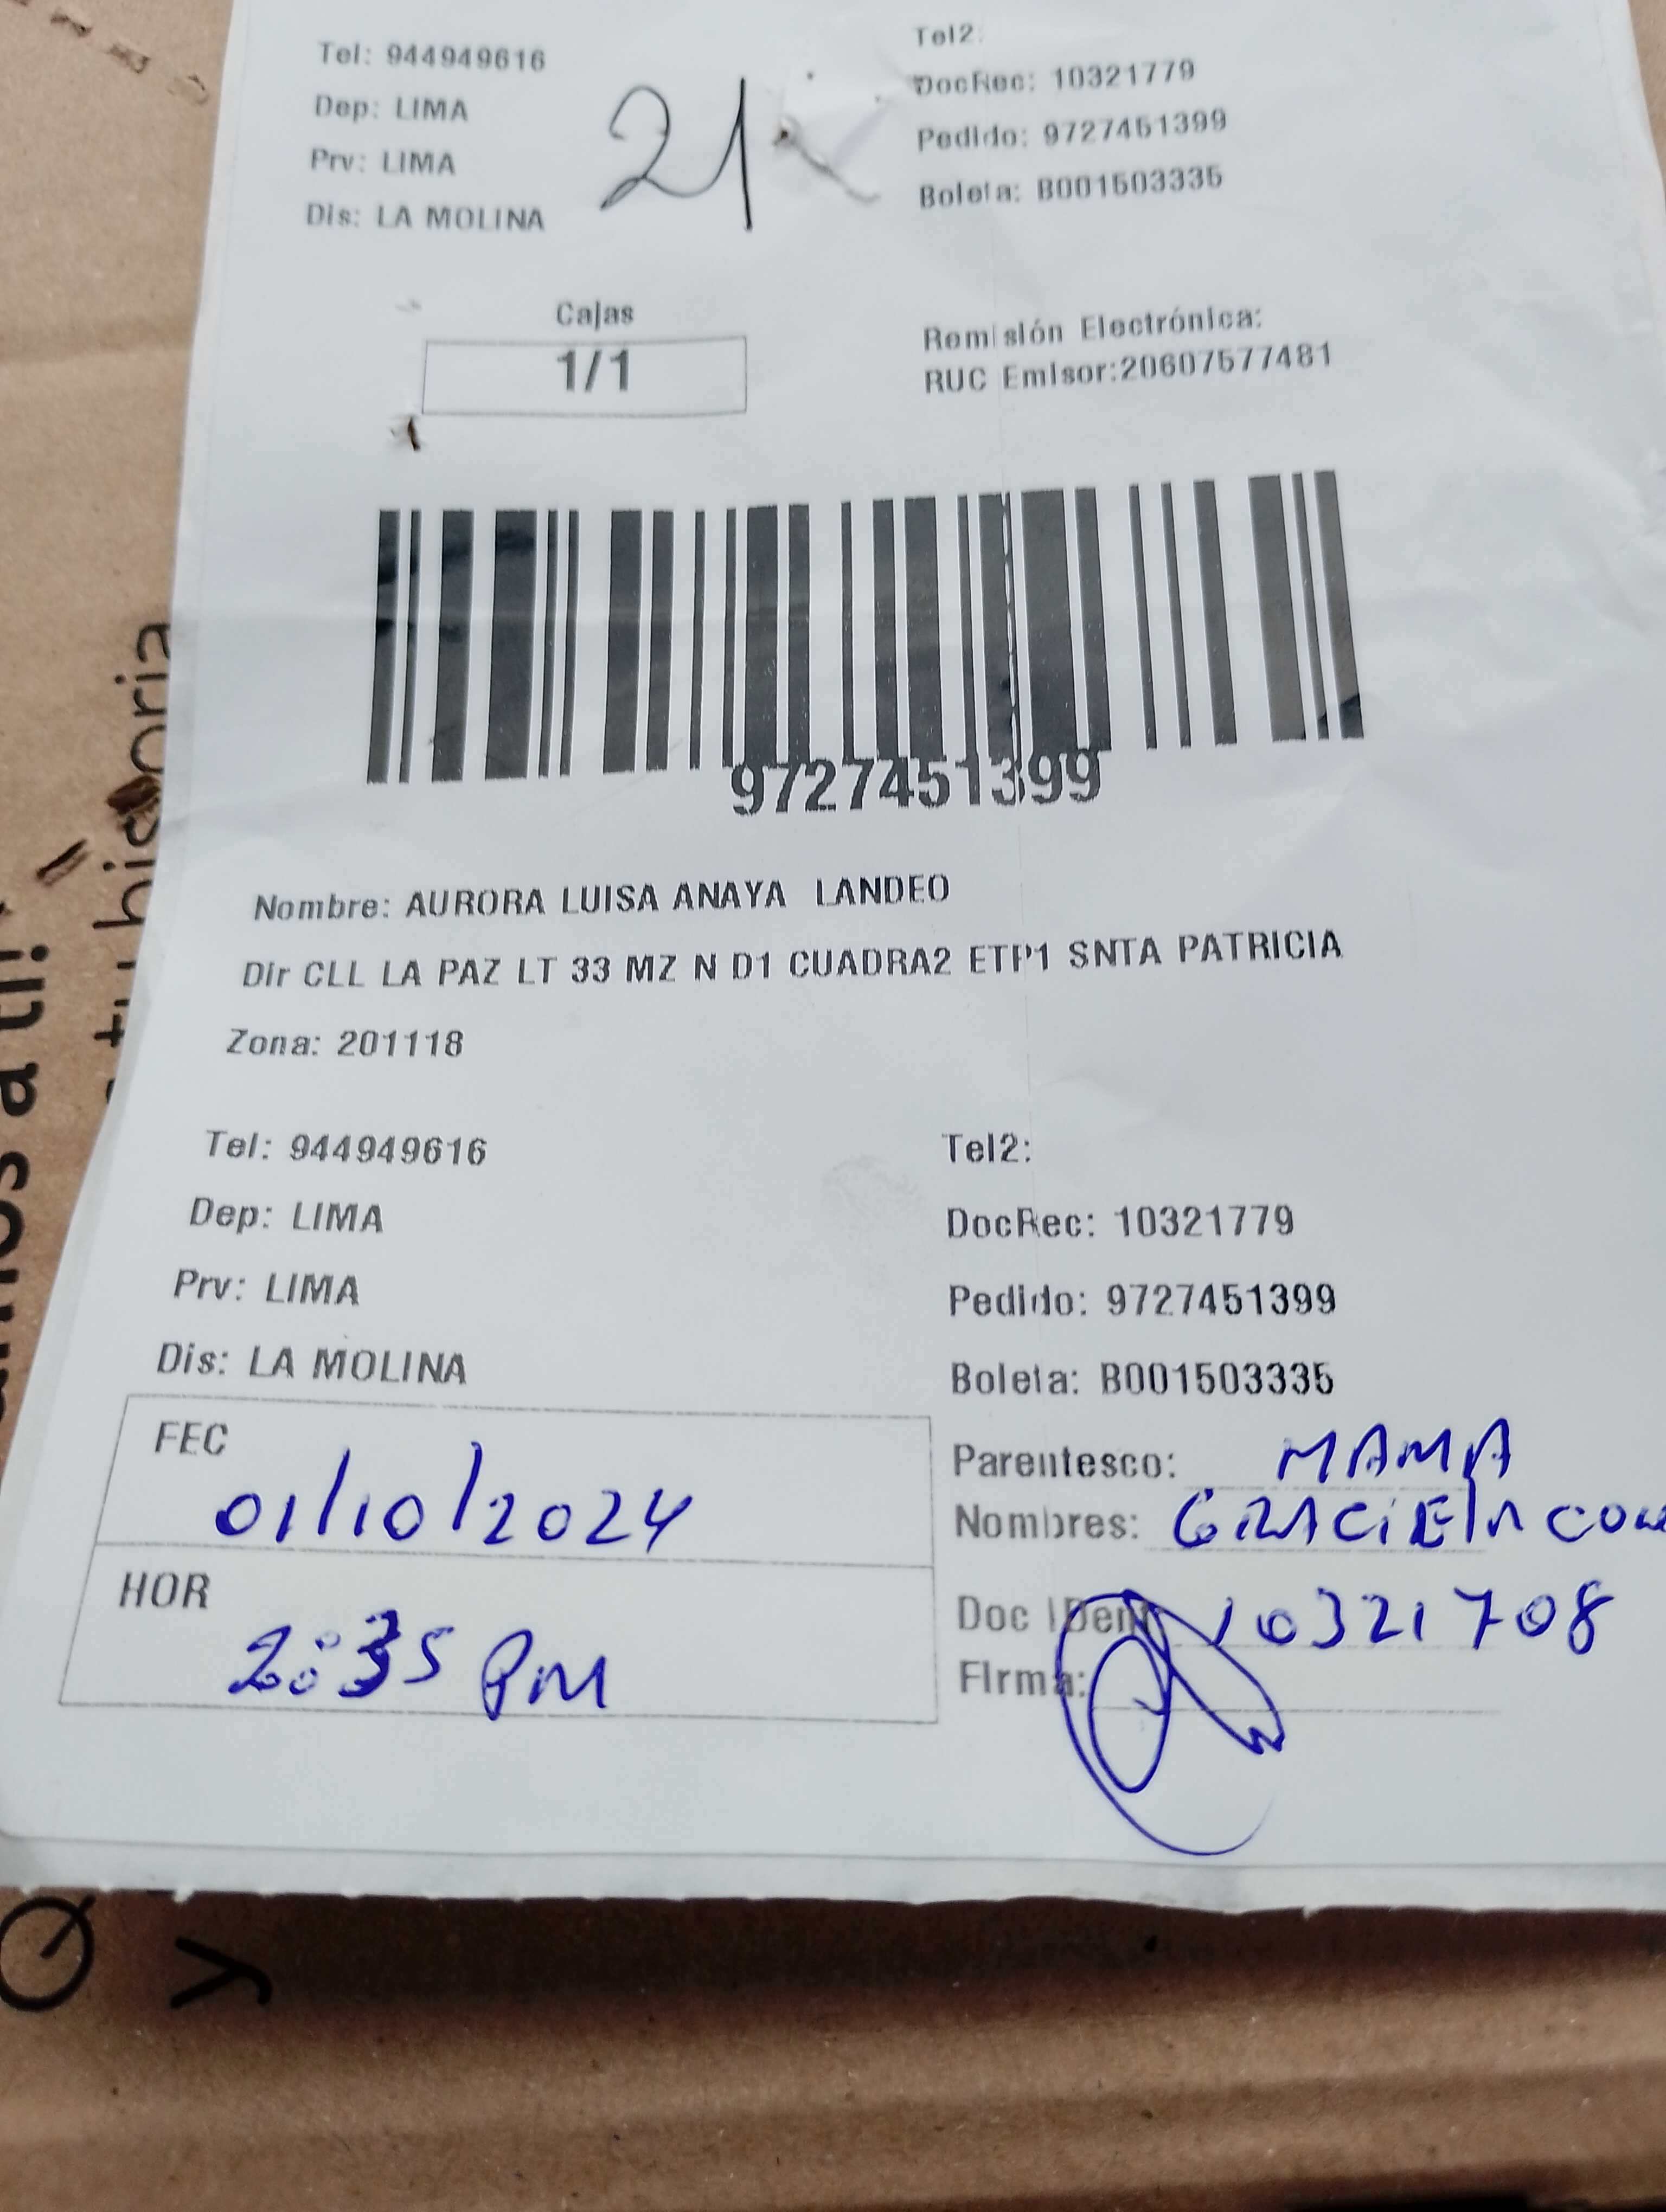 Tel: 944949616
Dep: LIMA
Prv: LIMA
Dis: LA MOLINA
21
Tel2:
DocRec: 10321779
Pedido: 9727451399
Boleta: B001503335
Cajas
1/1
Remisión Electrónica:
RUC Emisor:20607577481
9727451399
Nombre: AURORA LUISA ANAYA LANDEO
Dir CLL LA PAZ LT 33 MZ N D1 CUADRA2 ETP1 SNTA PATRICIA
Zona: 201118
Tel: 944949616
Dep: LIMA
Prv: LIMA
Dis: LA MOLINA
Tel2:
DocRec: 10321779
Pedido: 9727451399
Boleta: B001503335
FEC
01/10/2024
HOR
2:35 PM
Parentesco: MAMA
Nombres: GRACiElA
Doc IDent 10321708
Firma:
a ti!
tu historia
Q
y